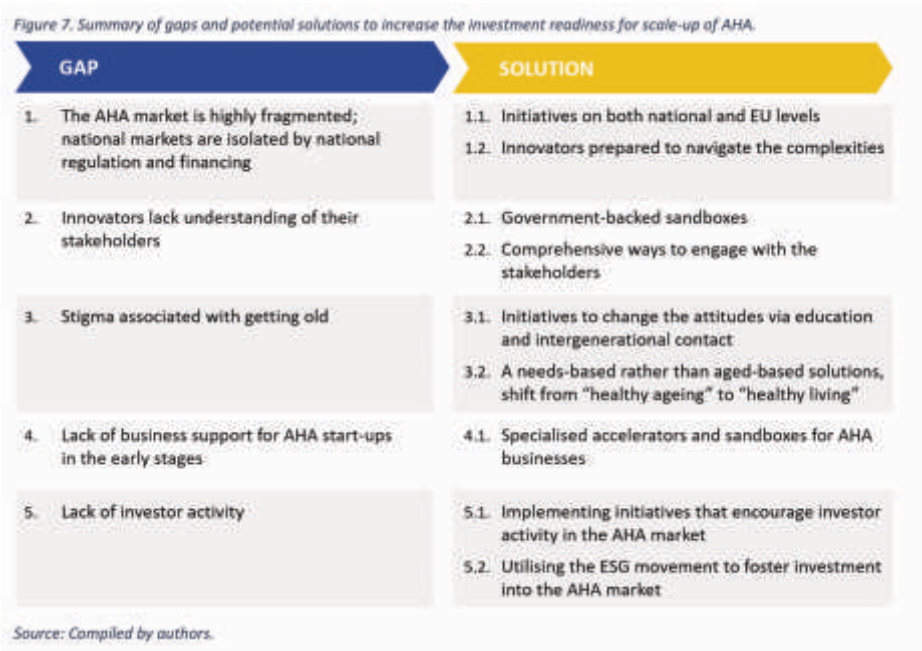 Figure 7. Summary of gaps and potential solutions to increase the investment readiness for scale-up of AHA.
GAP
SOLUTION
1. The AHA market is highly fragmented;
national markets are isolated by national
regulation and financing
1.1. Initiatives on both national and EU levels
1.2. Innovators prepared to navigate the complexities
2. Innovators lack understanding of their
stakeholders
2.1. Government-backed sandboxes
2.2. Comprehensive ways to engage with the
stakeholders
3. Stigma associated with getting old
3.1. Initiatives to change the attitudes via education
and intergenerational contact
3.2. A needs-based rather than aged-based solutions,
shift from “healthy ageing” to “healthy living”
4. Lack of business support for AHA start-ups
in the early stages
4.1. Specialised accelerators and sandboxes for AHA
businesses
5. Lack of investor activity
5.1. Implementing initiatives that encourage investor
activity in the AHA market
5.2. Utilising the ESG movement to foster investment
into the AHA market
Source: Compiled by authors.